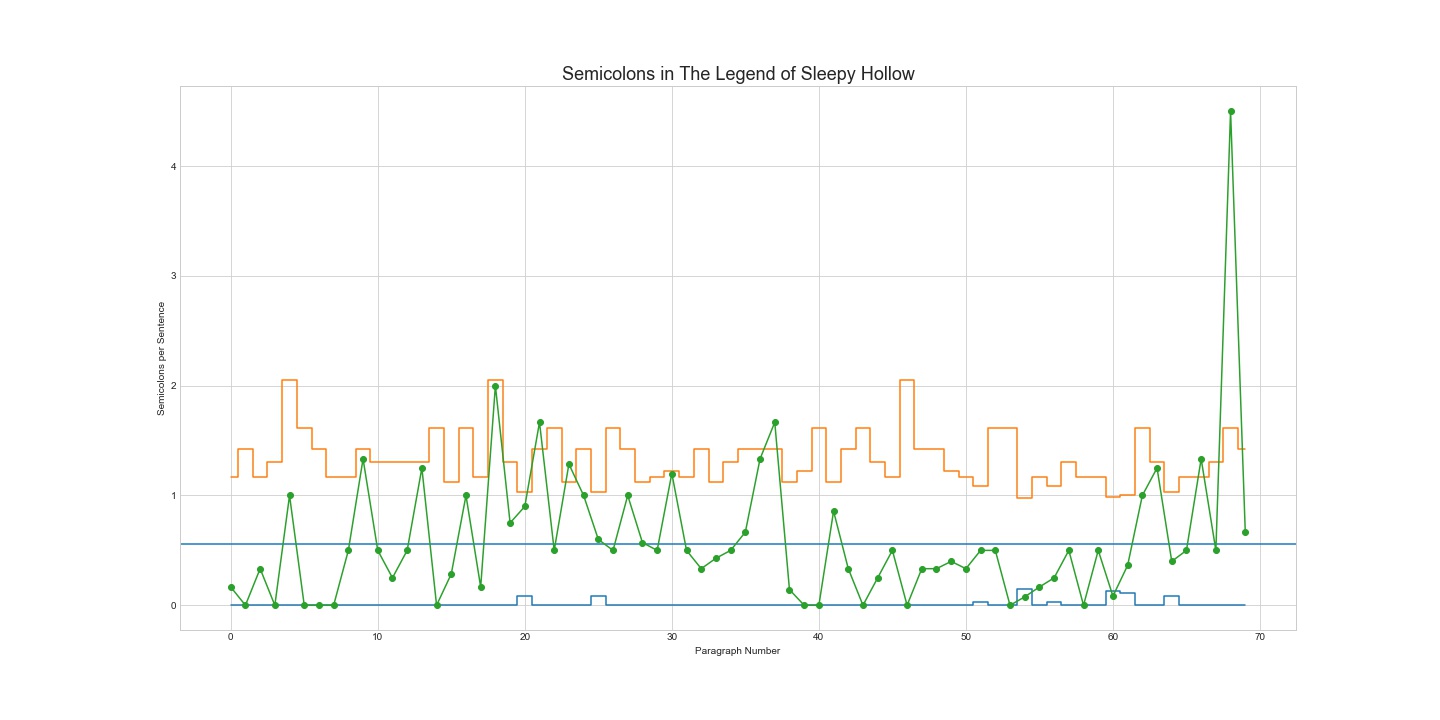 Semicolons in The Legend of Sleepy Hollow
4
3
2
1
0
Semicolons per Sentence
0 10 20 30 40 50 60 70
Paragraph Number